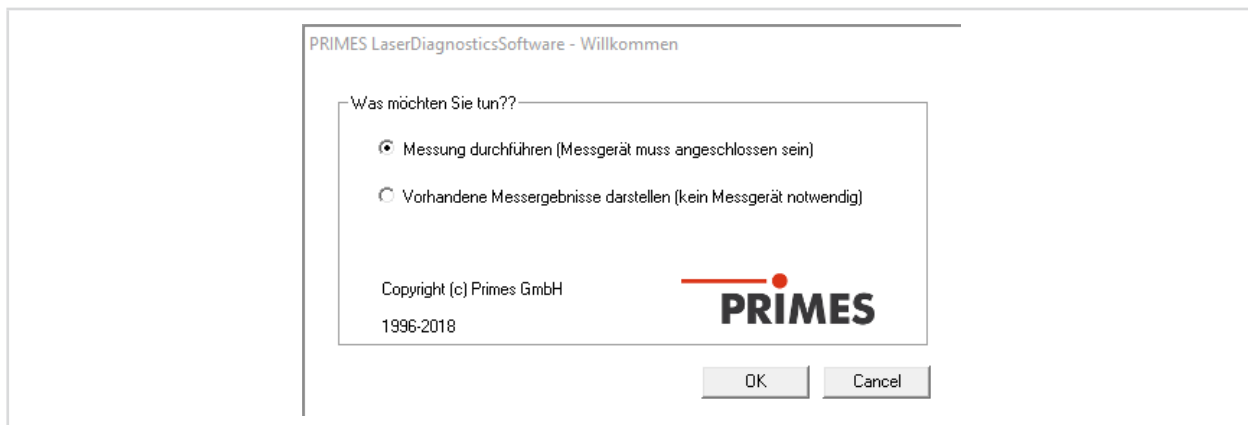 PRIMES LaserDiagnosticsSoftware - Willkommen
Was möchten Sie tun??
Messung durchführen (Messgerät muss angeschlossen sein)
Vorhandene Messergebnisse darstellen (kein Messgerät notwendig)
Copyright (c) Primes GmbH
1996-2018
PRIMES
OK
Cancel